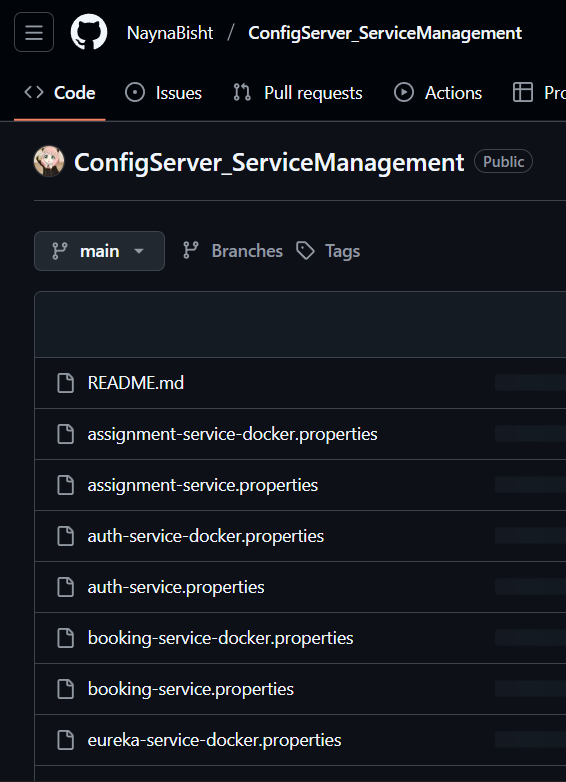 NaynaBisht / ConfigServer_ServiceManagement
Code Issues Pull requests Actions Pro
ConfigServer_ServiceManagement Public
main Branches Tags
README.md
assignment-service-docker.properties
assignment-service.properties
auth-service-docker.properties
auth-service.properties
booking-service-docker.properties
booking-service.properties
eureka-service-docker.properties